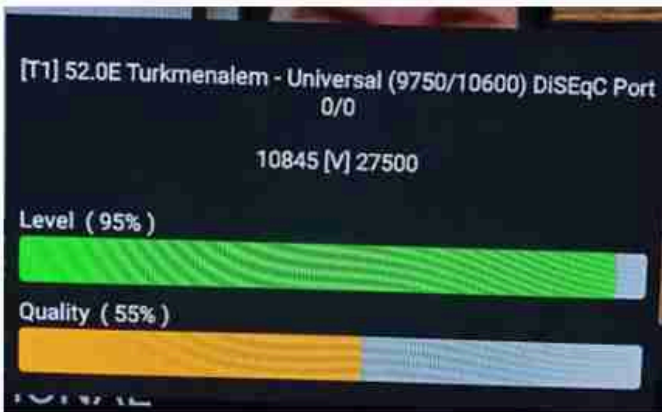 [T1] 52.0E Turkmenalem - Universal (9750/10600) DiSEqC Port
0/0
10845 [V] 27500
Level ( 95% )
Quality ( 55% )